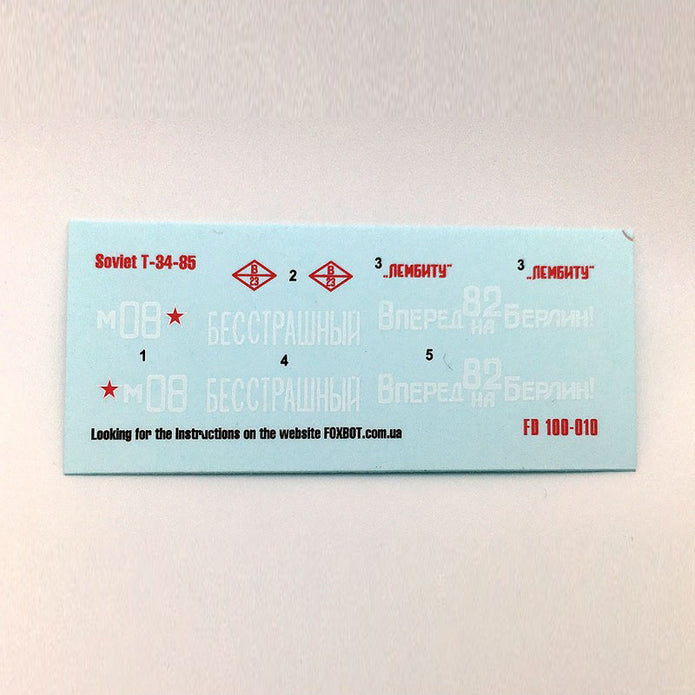 Soviet T-34-85
В
23
2
В
23
3 „ЛЕМБИТУ"
3 „ЛЕМБИТУ"
м08
БЕССТРАШНЫЙ
Вперед 82 на Берлин!
1
4
5
м08
БЕССТРАШНЫЙ
Вперед 82 на Берлин!
Looking for the Instructions on the website FOXBOT.com.ua
FD 100-010